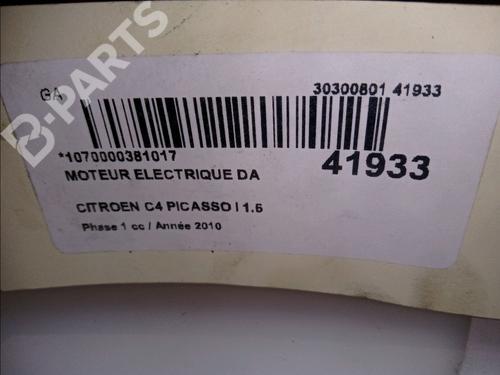 B-PARTS
GA 30300801 41933
*1070000381017 41933
MOTEUR ELECTRIQUE DA
CITROEN C4 PICASSO I 1.6
Phase 1 cc / Année 2010